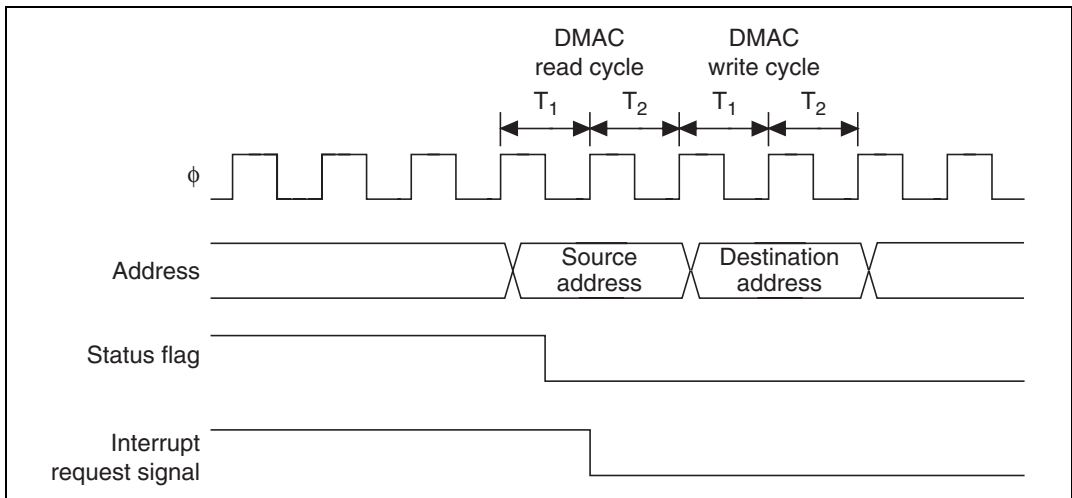 DMAC
read cycle
DMAC
write cycle
T1 T2 T1 T2
ϕ
Address
Source
address
Destination
address
Status flag
Interrupt
request signal